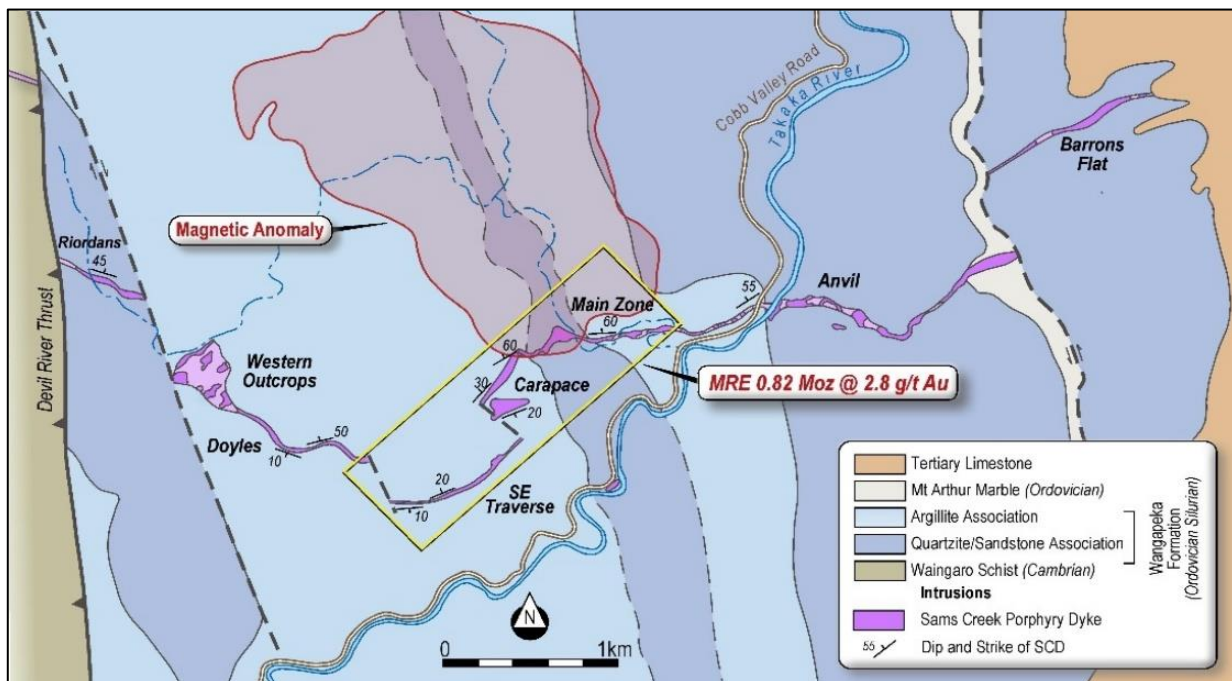 Cobb Valley Road
Takaka River
Barrons
Flat
Magnetic Anomaly
Riordans
45
Devil River Thrust
Main Zone
55
Anvil
60
60
Western
Outcrops
30
Carapace
20
MRE 0.82 Moz @ 2.8 g/t Au
Doyles
50
10
20
SE
Traverse
10
N
0
1km
Tertiary Limestone
Mt Arthur Marble (Ordovician)
Argillite Association
Quartzite/Sandstone Association
Waingaro Schist (Cambrian)
Wangapeka
Formation
(Ordovician Silurian)
Intrusions
Sams Creek Porphyry Dyke
55
Dip and Strike of SCD